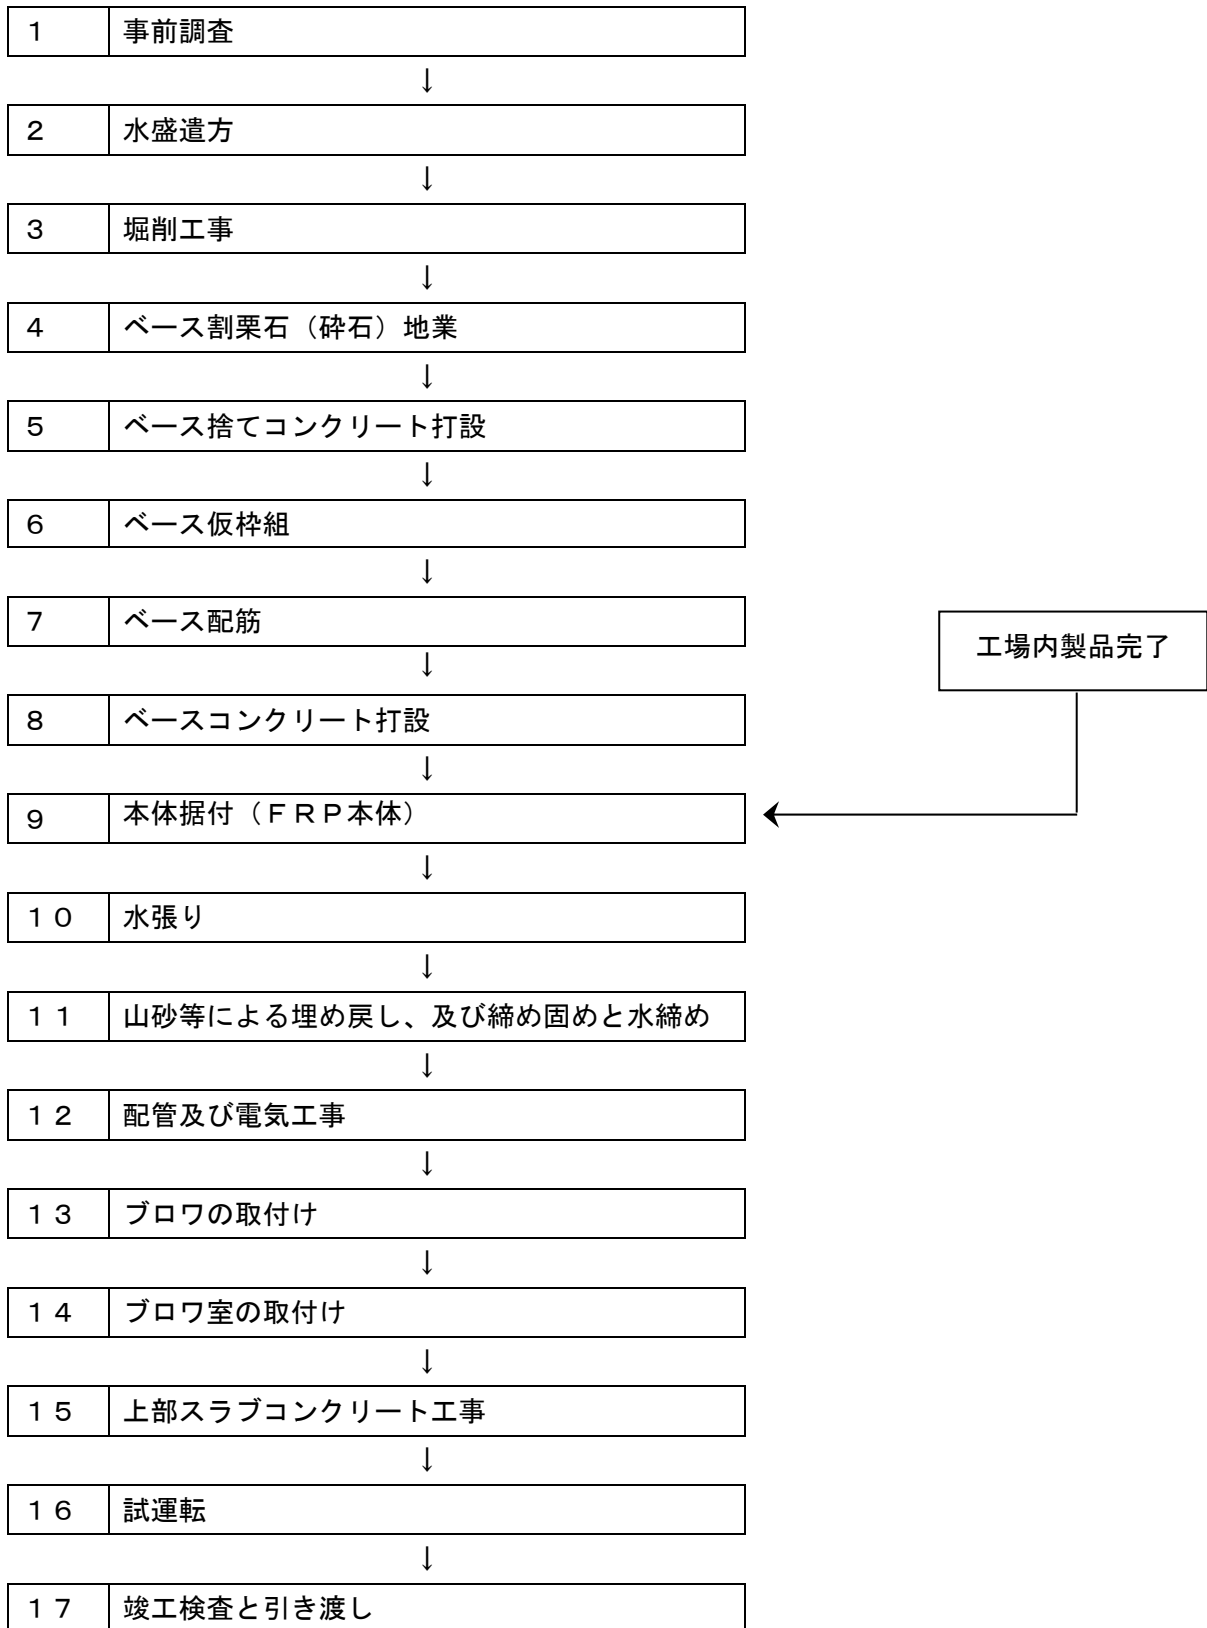 １ 事前調査
↓
２ 水盛遣方
↓
３ 堀削工事
↓
４ ベース割栗石（砕石）地業
↓
５ ベース捨てコンクリート打設
↓
６ ベース仮枠組
↓
７ ベース配筋
工場内製品完了
↓
８ ベースコンクリート打設
↓
９ 本体据付（ＦＲＰ本体）
↓
１０ 水張り
↓
１１ 山砂等による埋め戻し、及び締め固めと水締め
↓
１２ 配管及び電気工事
↓
１３ ブロワの取付け
↓
１４ ブロワ室の取付け
↓
１５ 上部スラブコンクリート工事
↓
１６ 試運転
↓
１７ 竣工検査と引き渡し